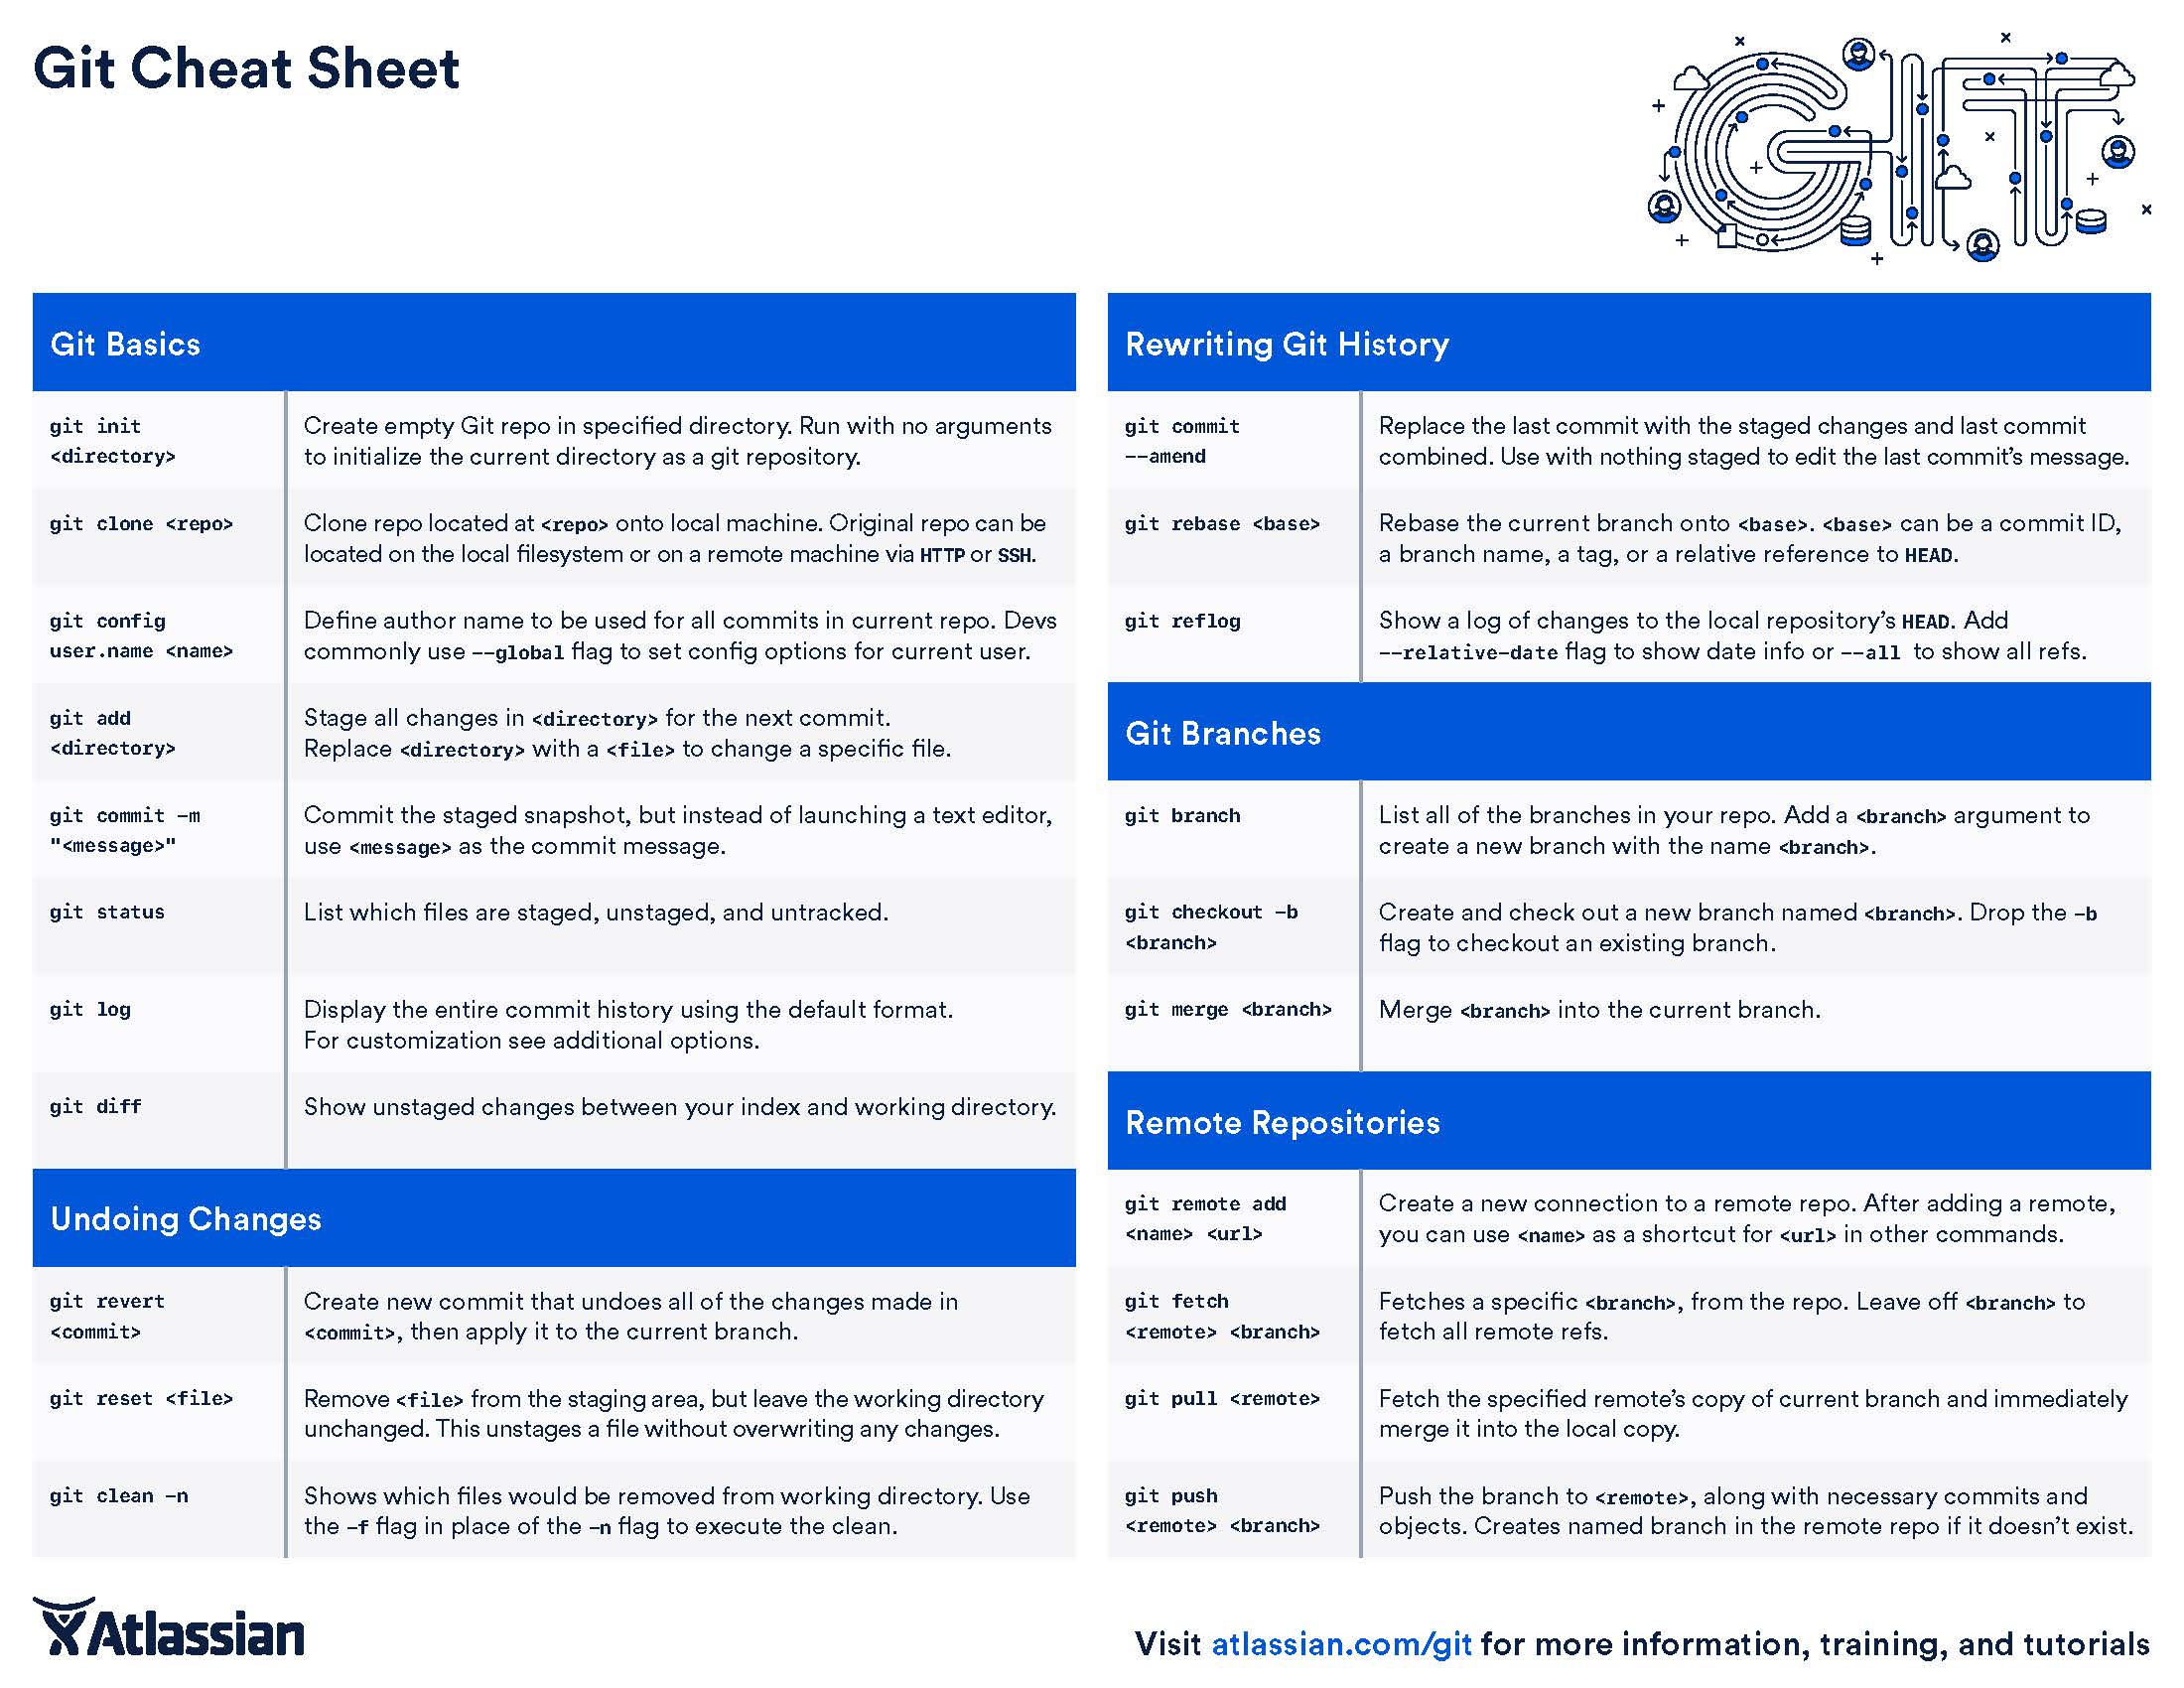 Git Cheat Sheet
Git Basics
git init
<directory>
Create empty Git repo in specified directory. Run with no arguments
to initialize the current directory as a git repository.
git clone <repo>
Clone repo located at <repo> onto local machine. Original repo can be
located on the local filesystem or on a remote machine via HTTP or SSH.
git config
user.name <name>
Define author name to be used for all commits in current repo. Devs
commonly use --global flag to set config options for current user.
git add
<directory>
Stage all changes in <directory> for the next commit.
Replace <directory> with a <file> to change a specific file.
git commit -m
"<message>"
Commit the staged snapshot, but instead of launching a text editor,
use <message> as the commit message.
git status
List which files are staged, unstaged, and untracked.
git log
Display the entire commit history using the default format.
For customization see additional options.
git diff
Show unstaged changes between your index and working directory.
Undoing Changes
git revert
<commit>
Create new commit that undoes all of the changes made in
<commit>, then apply it to the current branch.
git reset <file>
Remove <file> from the staging area, but leave the working directory
unchanged. This unstages a file without overwriting any changes.
git clean -n
Shows which files would be removed from working directory. Use
the -f flag in place of the -n flag to execute the clean.
Rewriting Git History
git commit
--amend
Replace the last commit with the staged changes and last commit
combined. Use with nothing staged to edit the last commit’s message.
git rebase <base>
Rebase the current branch onto <base>. <base> can be a commit ID,
a branch name, a tag, or a relative reference to HEAD.
git reflog
Show a log of changes to the local repository’s HEAD. Add
--relative-date flag to show date info or --all to show all refs.
Git Branches
git branch
List all of the branches in your repo. Add a <branch> argument to
create a new branch with the name <branch>.
git checkout -b
<branch>
Create and check out a new branch named <branch>. Drop the -b
flag to checkout an existing branch.
git merge <branch>
Merge <branch> into the current branch.
Remote Repositories
git remote add
<name> <url>
Create a new connection to a remote repo. After adding a remote,
you can use <name> as a shortcut for <url> in other commands.
git fetch
<remote> <branch>
Fetches a specific <branch>, from the repo. Leave off <branch> to
fetch all remote refs.
git pull <remote>
Fetch the specified remote’s copy of current branch and immediately
merge it into the local copy.
git push
<remote> <branch>
Push the branch to <remote>, along with necessary commits and
objects. Creates named branch in the remote repo if it doesn’t exist.
GIT
Atlassian
Visit atlassian.com/git for more information, training, and tutorials